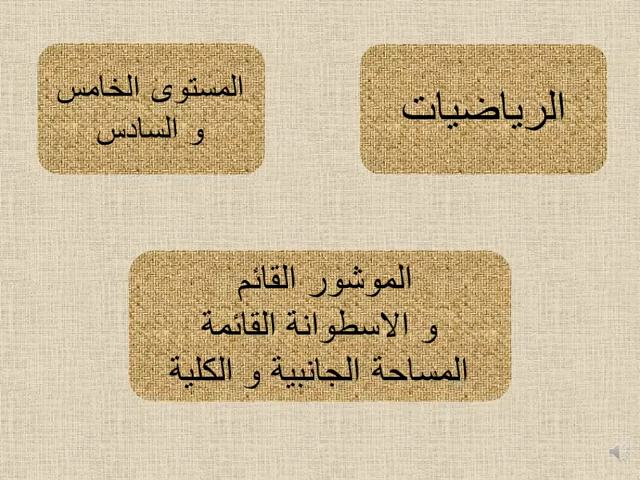 الرياضيات
المستوى الخامس
و السادس
الموشور القائم
و الاسطوانة القائمة
المساحة الجانبية و الكلية